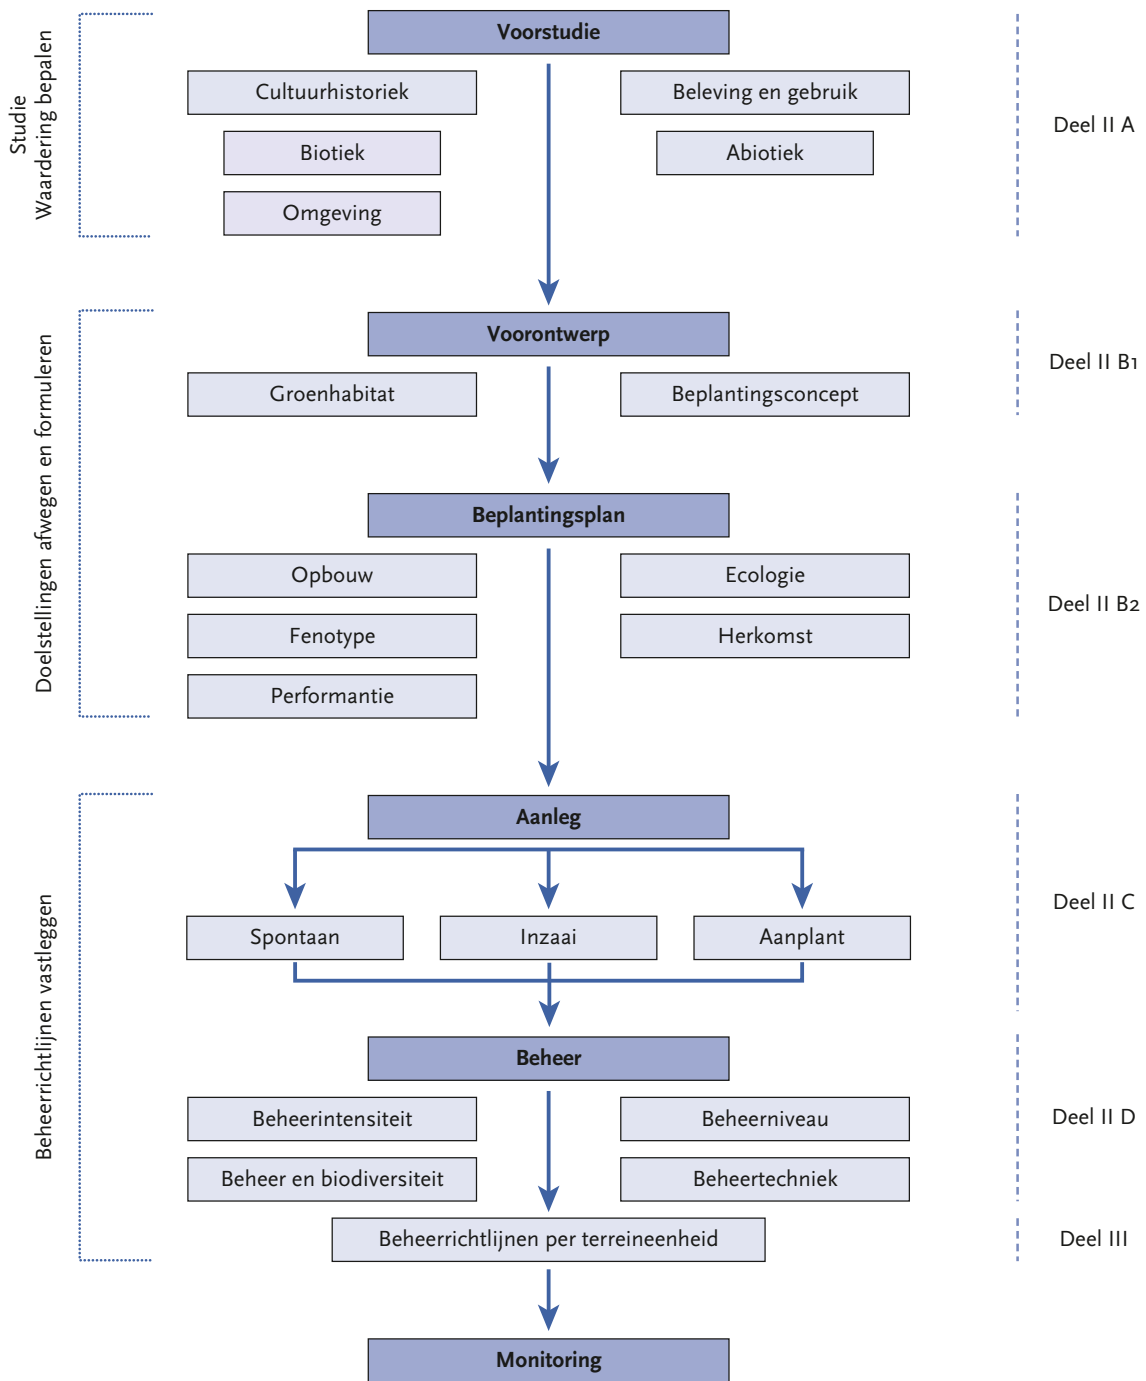 Studie
Waardering bepalen
Voorstudie
Cultuurhistoriek
Beleving en gebruik
Biotiek
Abiotiek
Omgeving
Deel II A
Doelstellingen afwegen en formuleren
Voorontwerp
Groenhabitat
Beplantingsconcept
Deel II B1
Beplantingsplan
Opbouw
Ecologie
Fenotype
Herkomst
Performantie
Deel II B2
Beheerrichtlijnen vastleggen
Aanleg
Spontaan
Inzaai
Aanplant
Deel II C
Beheer
Beheerintensiteit
Beheerniveau
Beheer en biodiversiteit
Beheertechniek
Deel II D
Beheerrichtlijnen per terreineenheid
Deel III
Monitoring